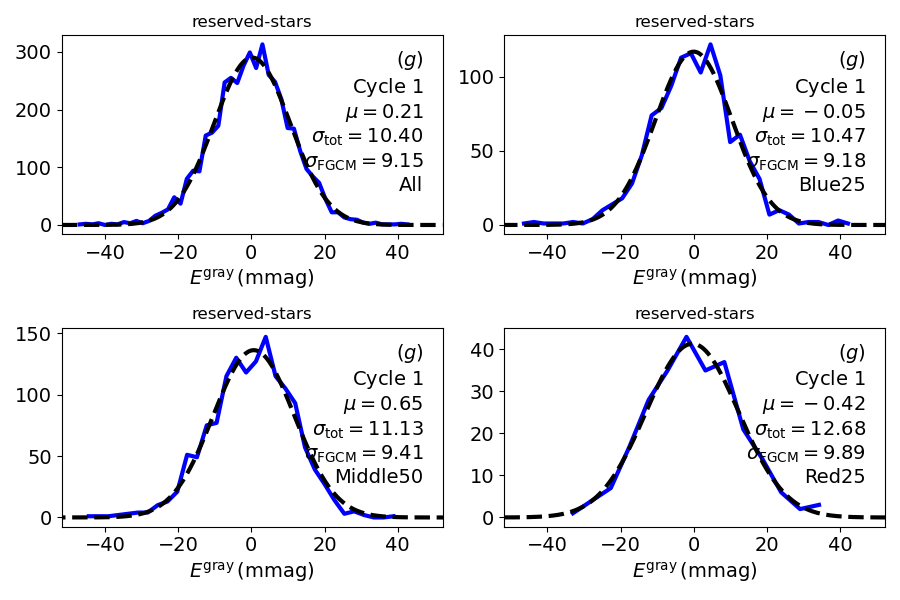 reserved-stars
300
200
100
0
(g)
Cycle 1
μ = 0.21
σtot = 10.40
σFGCM = 9.15
All
−40 −20 0 20 40
Egray (mmag)
reserved-stars
100
50
0
(g)
Cycle 1
μ = −0.05
σtot = 10.47
σFGCM = 9.18
Blue25
−40 −20 0 20 40
Egray (mmag)
reserved-stars
150
100
50
0
(g)
Cycle 1
μ = 0.65
σtot = 11.13
σFGCM = 9.41
Middle50
−40 −20 0 20 40
Egray (mmag)
reserved-stars
40
30
20
10
0
(g)
Cycle 1
μ = −0.42
σtot = 12.68
σFGCM = 9.89
Red25
−40 −20 0 20 40
Egray (mmag)